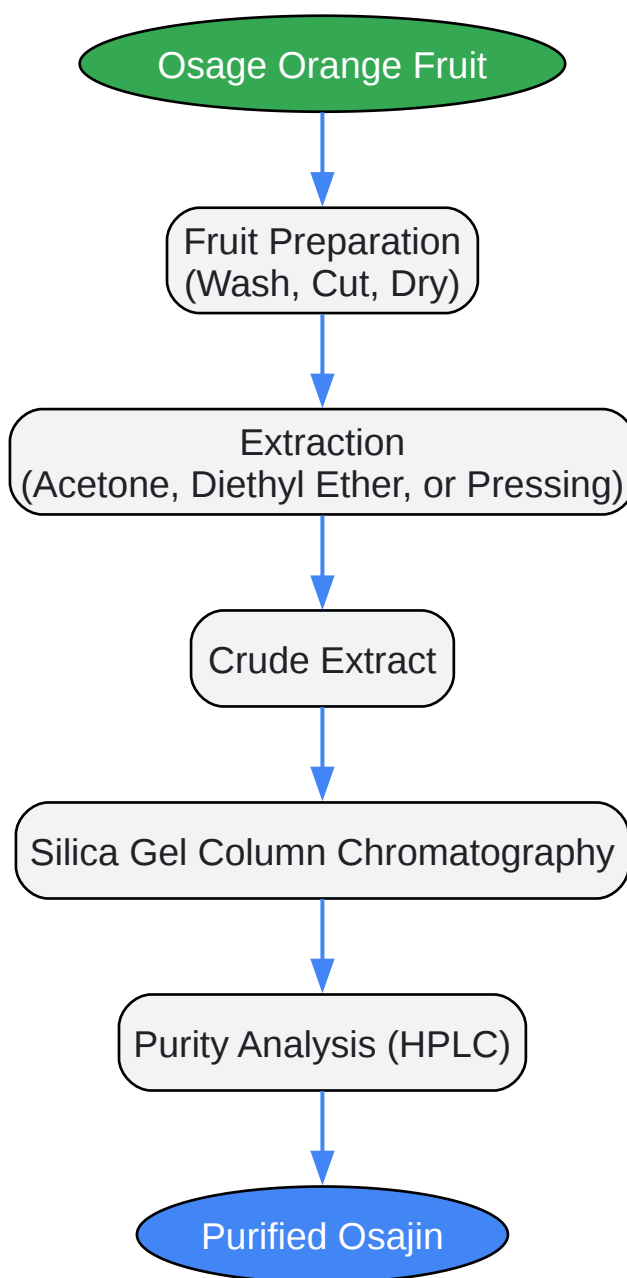 Osage Orange Fruit
Fruit Preparation
(Wash, Cut, Dry)
Extraction
(Acetone, Diethyl Ether, or Pressing)
Crude Extract
Silica Gel Column Chromatography
Purity Analysis (HPLC)
Purified Osajin